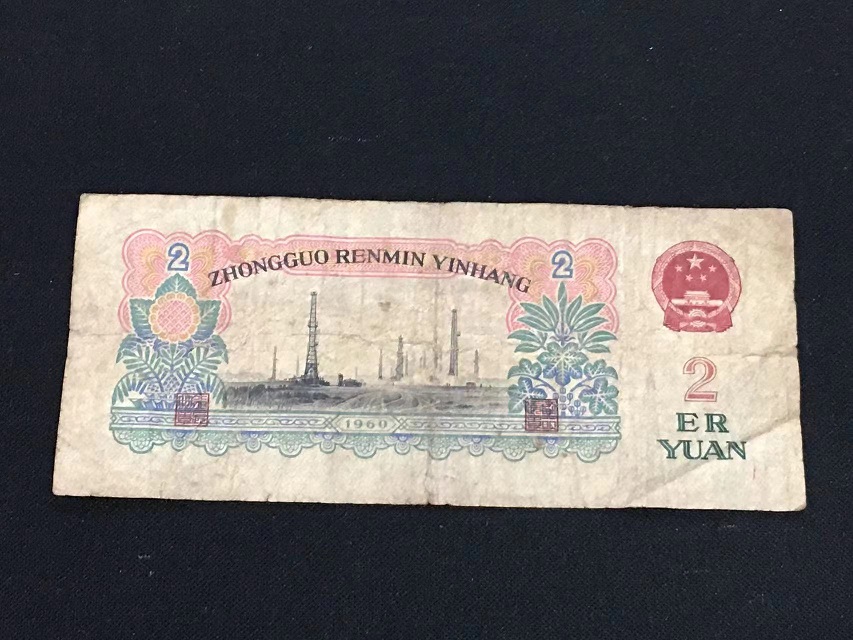 2
ZHONGGUO RENMIN YINHANG
2
1960
2
ER
YUAN